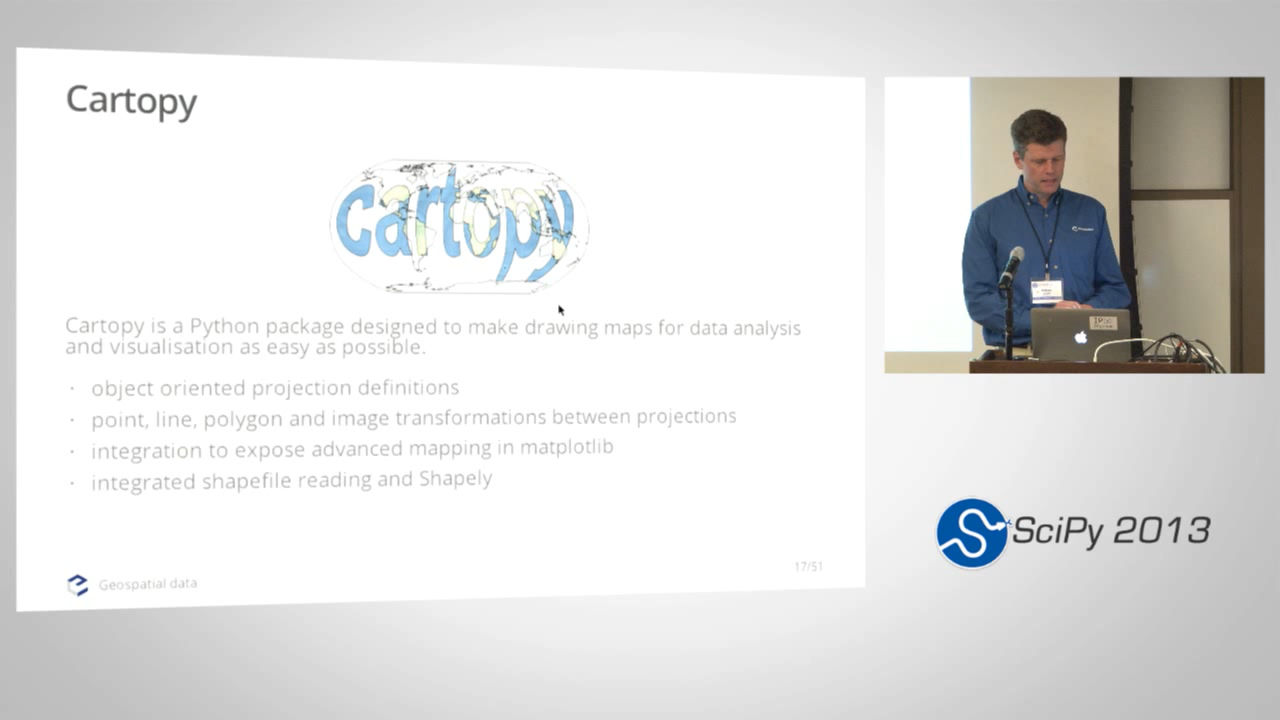 Cartopy
cartopy
Cartopy is a Python package designed to make drawing maps for data analysis
and visualisation as easy as possible.
· object oriented projection definitions
· point, line, polygon and image transformations between projections
· integration to expose advanced mapping in matplotlib
· integrated shapefile reading and Shapely
17/51
Geospatial data
SciPy 2013